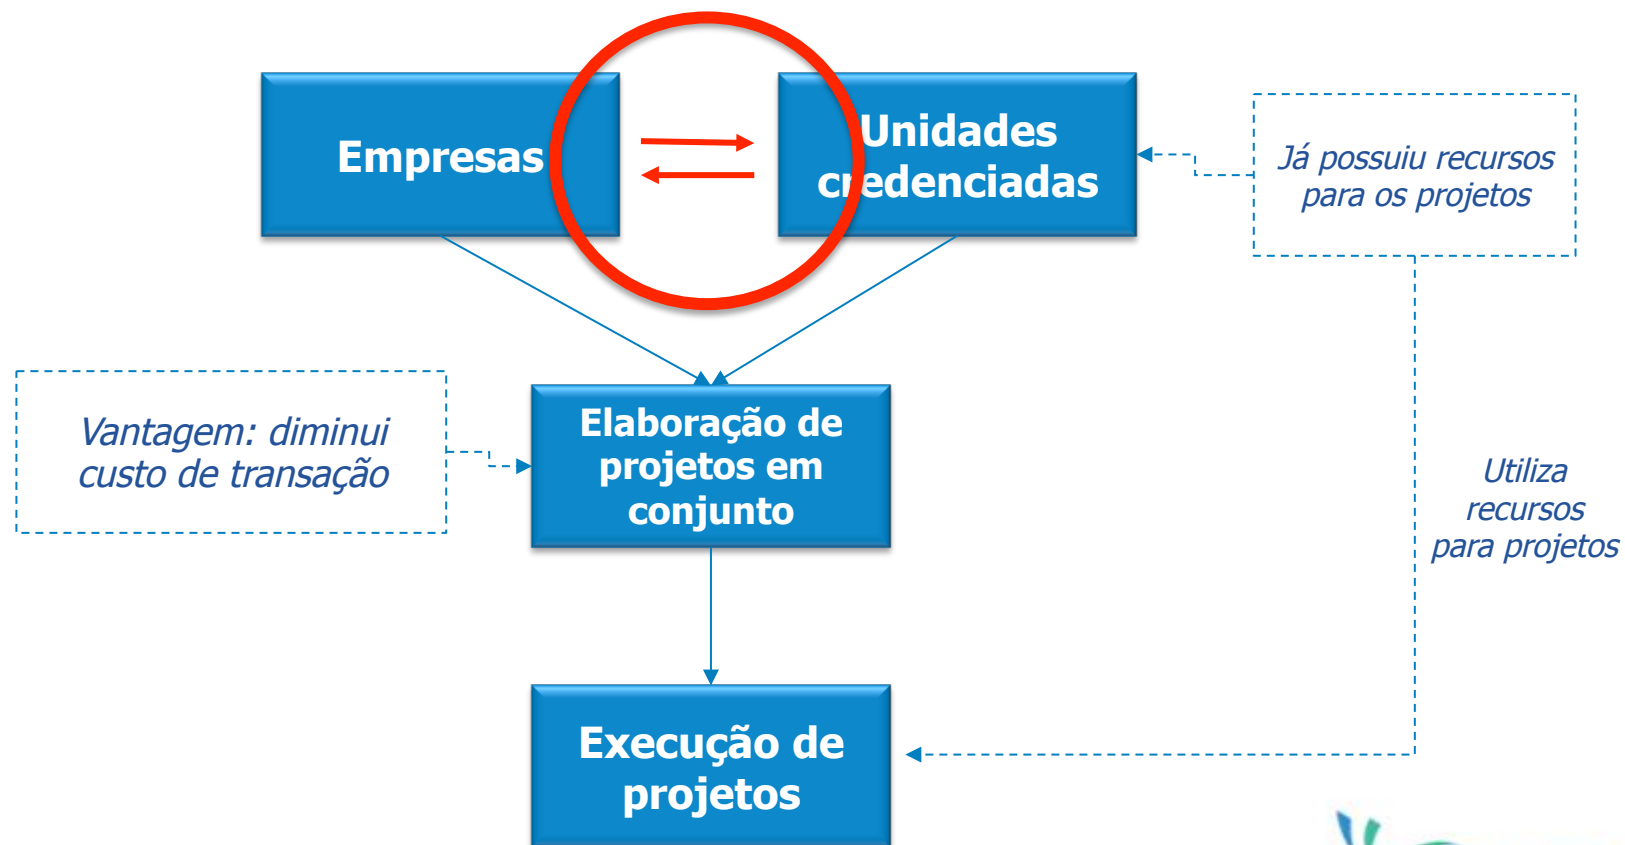 Empresas
Unidades
credenciadas
Já possuiu recursos
para os projetos
Vantagem: diminui
custo de transação
Elaboração de
projetos em
conjunto
Utiliza
recursos
para projetos
Execução de
projetos